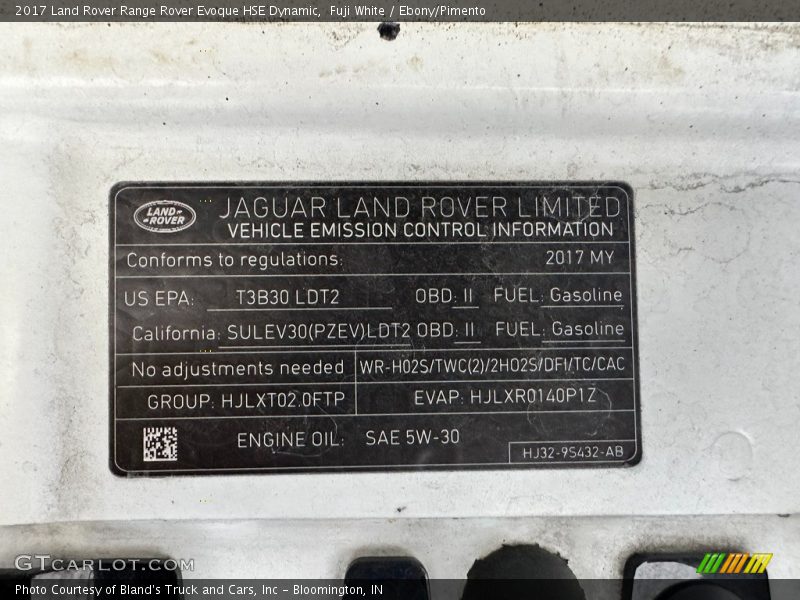 2017 Land Rover Range Rover Evoque HSE Dynamic, Fuji White / Ebony/Pimento
LAND ROVER
JAGUAR LAND ROVER LIMITED
VEHICLE EMISSION CONTROL INFORMATION
Conforms to regulations: 2017 MY
US EPA: T3B30 LDT2 OBD: II FUEL: Gasoline
California: SULEV30(PZEV)LDT2 OBD: II FUEL: Gasoline
No adjustments needed WR-HO2S/TWC(2)/2HO2S/DFI/TC/CAC
GROUP: HJLXT02.0FTP EVAP: HJLXR0140P1Z
ENGINE OIL: SAE 5W-30
HJ32-9S432-AB
GTCARLOT.COM
Photo Courtesy of Bland's Truck and Cars, Inc - Bloomington, IN